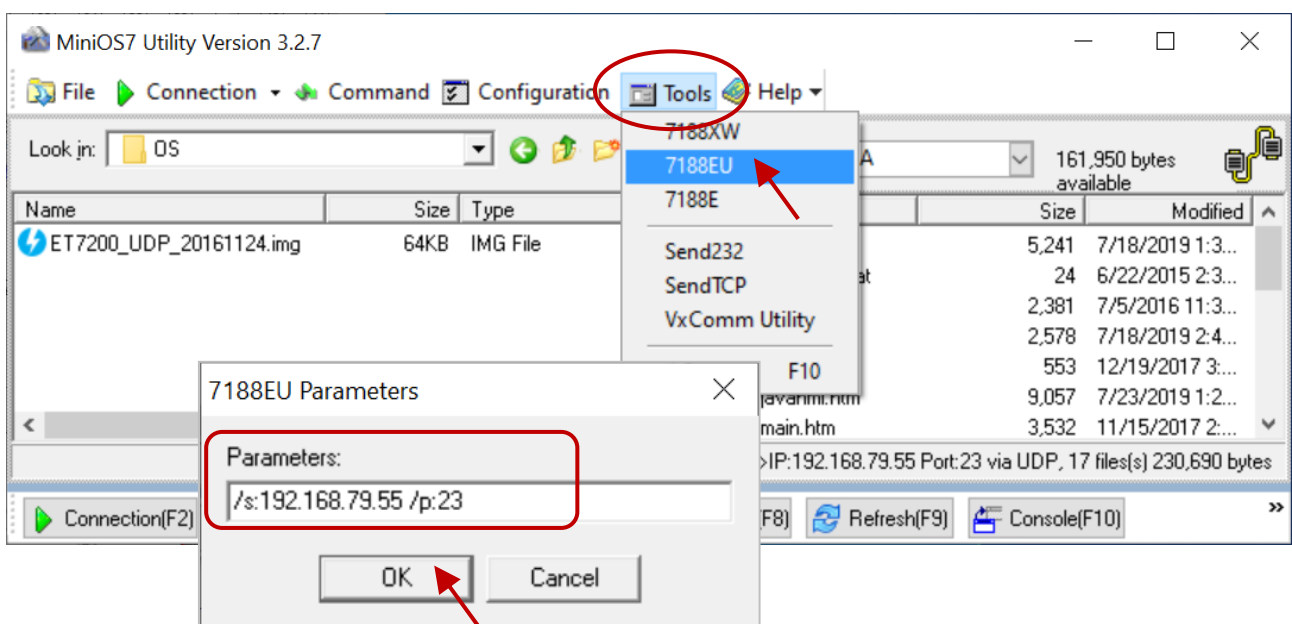 MiniOS7 Utility Version 3.2.7
File Connection Command Configuration Tools Help
Look in: OS
7188XW
7188EU
7188E
Send232
SendTCP
VxComm Utility
F10
A
161,950 bytes available
Name Size Type
Size Modified
ET7200_UDP_20161124.img 64KB IMG File
5,241 7/18/2019 1:3...
at 24 6/22/2015 2:3...
2,381 7/5/2016 11:3...
2,578 7/18/2019 2:4...
553 12/19/2017 3:...
javahmi.htm 9,057 7/23/2019 1:2...
main.htm 3,532 11/15/2017 2:...
>IP:192.168.79.55 Port:23 via UDP, 17 files(s) 230,690 bytes
Connection(F2)
(F8) Refresh(F9) Console(F10) »
7188EU Parameters
Parameters:
/s:192.168.79.55 /p:23
OK Cancel